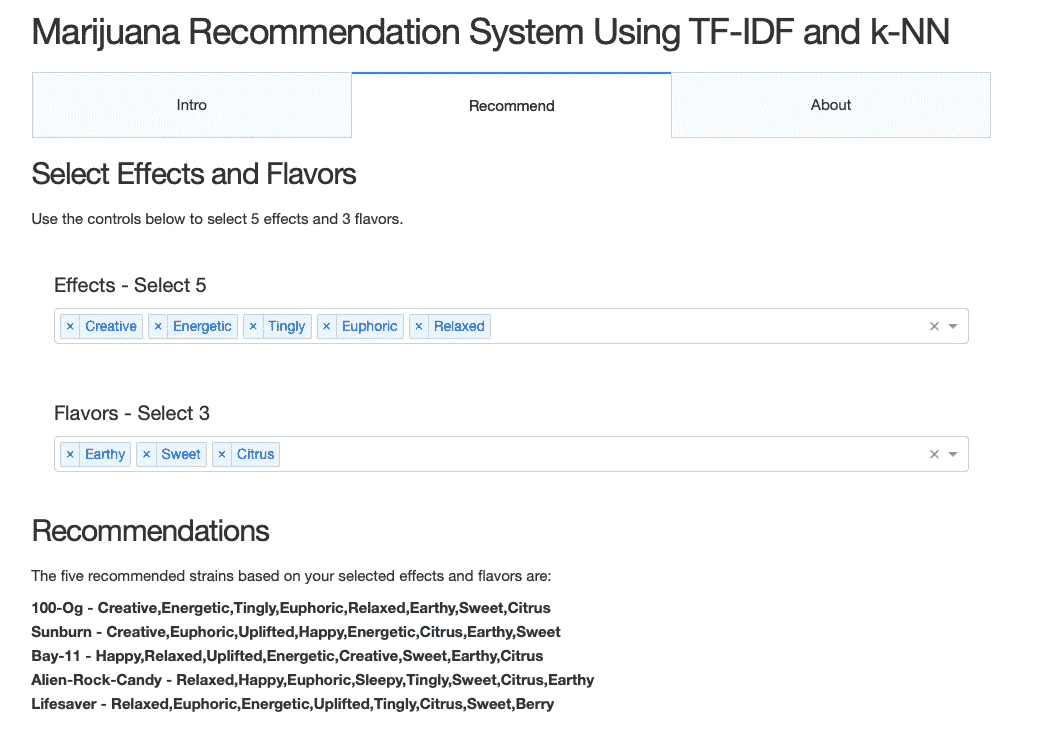 Marijuana Recommendation System Using TF-IDF and k-NN
Intro Recommend About
Select Effects and Flavors
Use the controls below to select 5 effects and 3 flavors.
Effects - Select 5
× Creative × Energetic × Tingly × Euphoric × Relaxed ×
Flavors - Select 3
× Earthy × Sweet × Citrus ×
Recommendations
The five recommended strains based on your selected effects and flavors are:
100-Og - Creative,Energetic,Tingly,Euphoric,Relaxed,Earthy,Sweet,Citrus
Sunburn - Creative,Euphoric,Uplifted,Happy,Energetic,Citrus,Earthy,Sweet
Bay-11 - Happy,Relaxed,Uplifted,Energetic,Creative,Sweet,Earthy,Citrus
Alien-Rock-Candy - Relaxed,Happy,Euphoric,Sleepy,Tingly,Sweet,Citrus,Earthy
Lifesaver - Relaxed,Euphoric,Energetic,Uplifted,Tingly,Citrus,Sweet,Berry